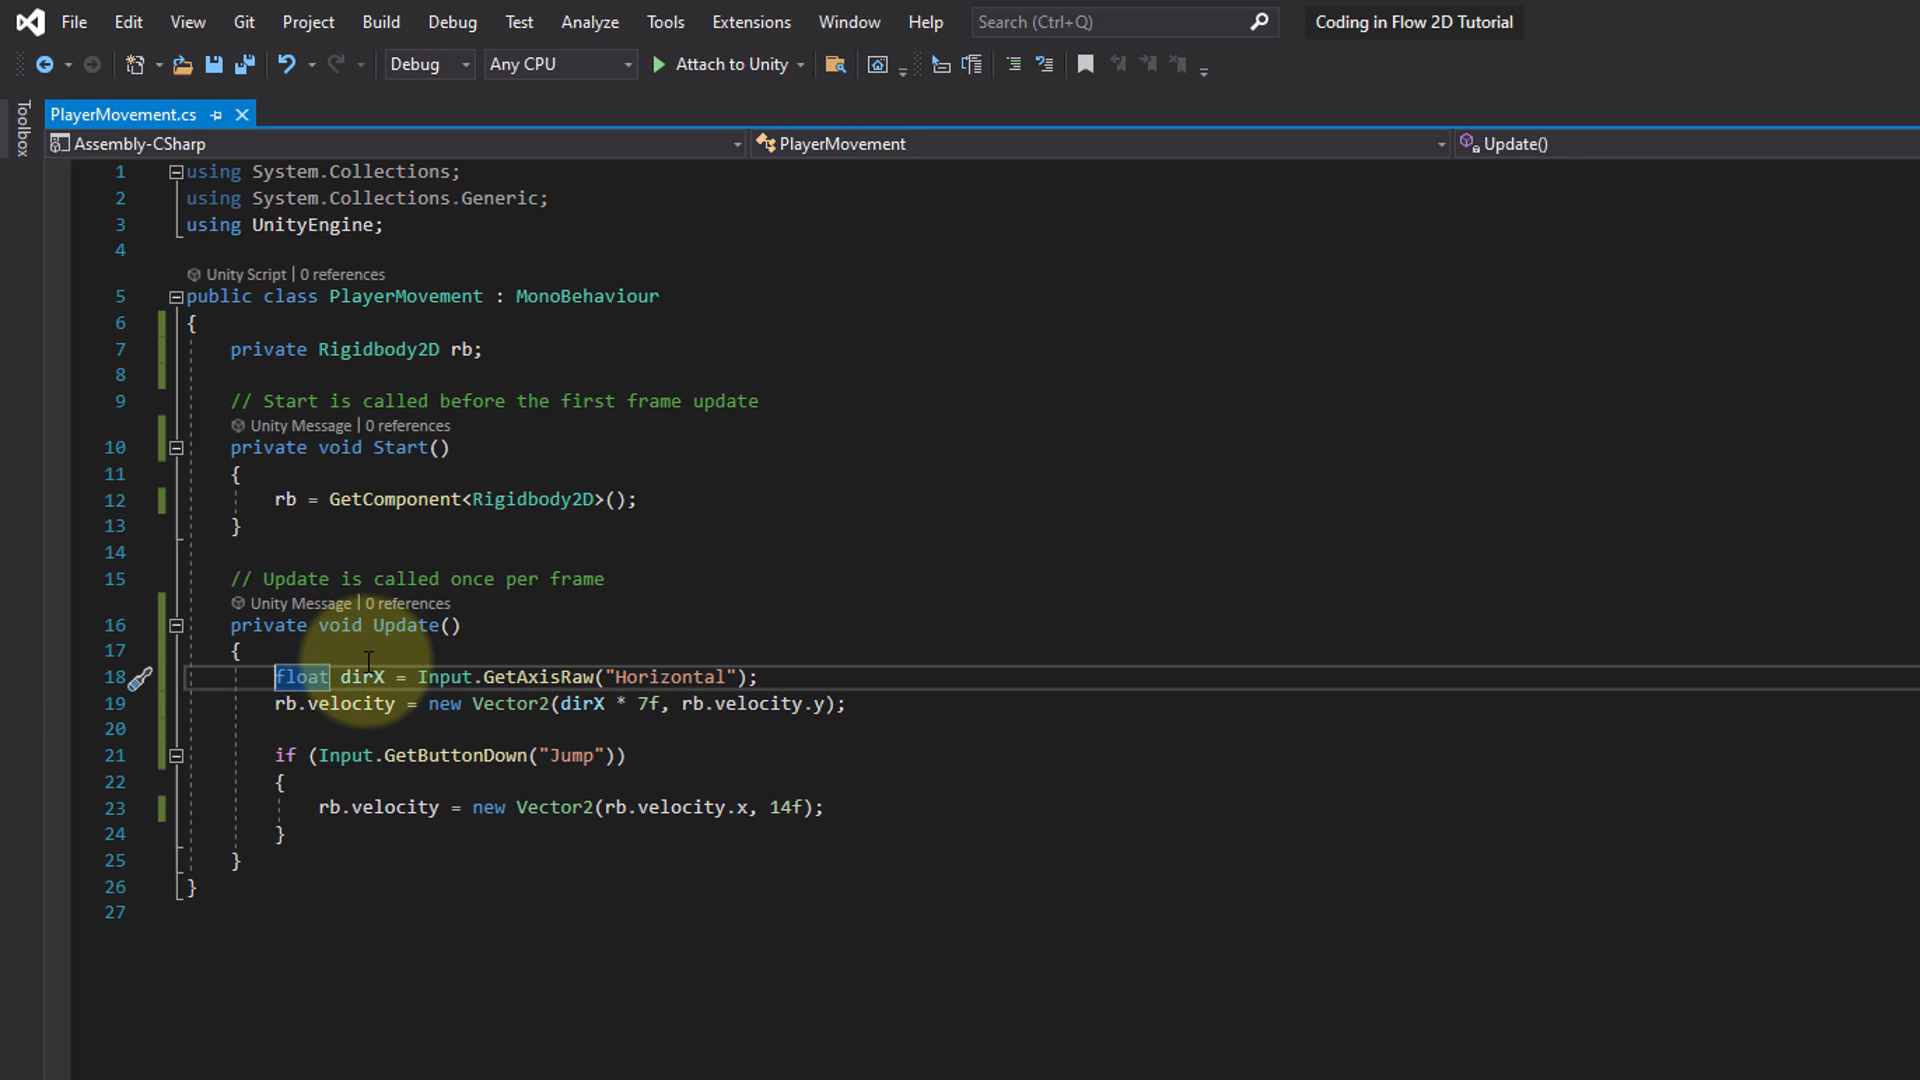 File Edit View Git Project Build Debug Test Analyze Tools Extensions Window Help Search (Ctrl+Q) Coding in Flow 2D Tutorial
Debug Any CPU Attach to Unity
Toolbox
PlayerMovement.cs
Assembly-CSharp PlayerMovement Update()
1 using System.Collections;
2 using System.Collections.Generic;
3 using UnityEngine;
4
Unity Script | 0 references
5 public class PlayerMovement : MonoBehaviour
6 {
7 private Rigidbody2D rb;
8
9 // Start is called before the first frame update
Unity Message | 0 references
10 private void Start()
11 {
12 rb = GetComponent<Rigidbody2D>();
13 }
14
15 // Update is called once per frame
Unity Message | 0 references
16 private void Update()
17 {
18 float dirX = Input.GetAxisRaw("Horizontal");
19 rb.velocity = new Vector2(dirX * 7f, rb.velocity.y);
20
21 if (Input.GetButtonDown("Jump"))
22 {
23 rb.velocity = new Vector2(rb.velocity.x, 14f);
24 }
25 }
26 }
27